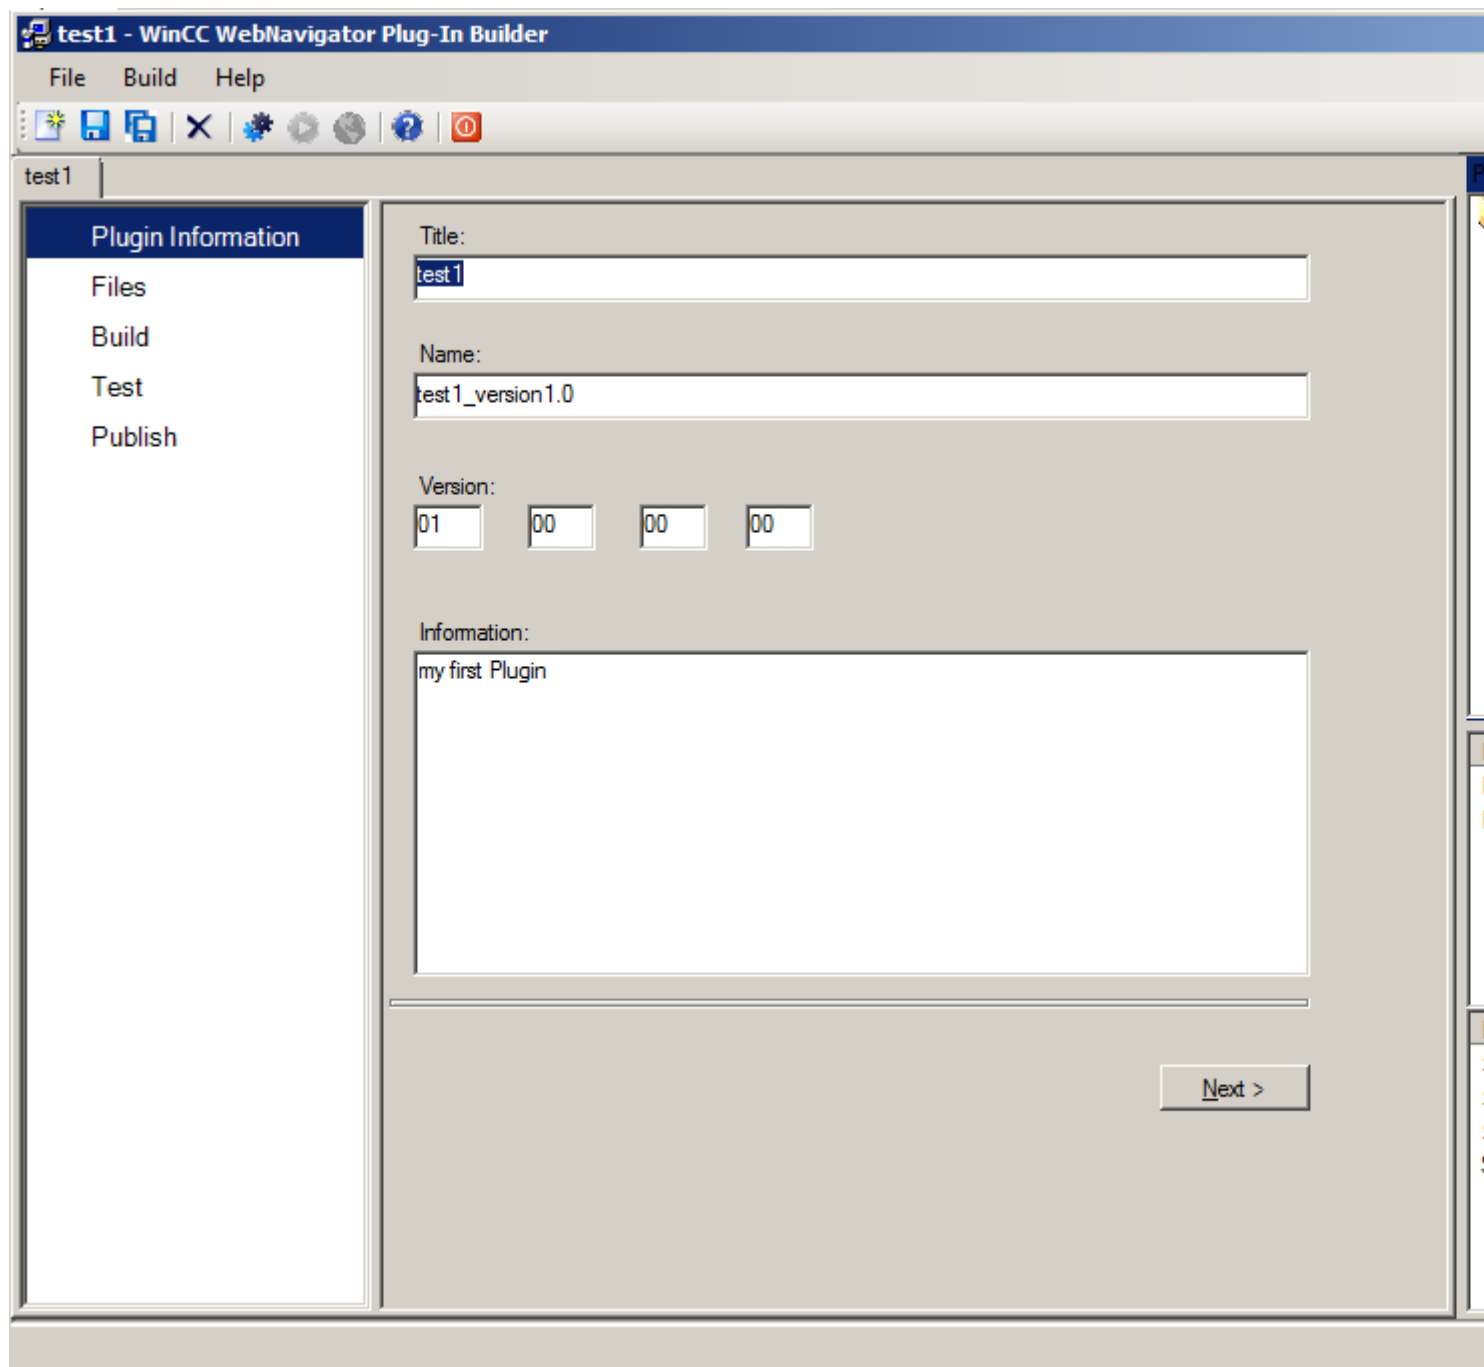 test1 - WinCC WebNavigator Plug-In Builder
File Build Help
test1
Plugin Information
Files
Build
Test
Publish
Title:
test1
Name:
test1_version1.0
Version:
01 00 00 00
Information:
my first Plugin
Next >